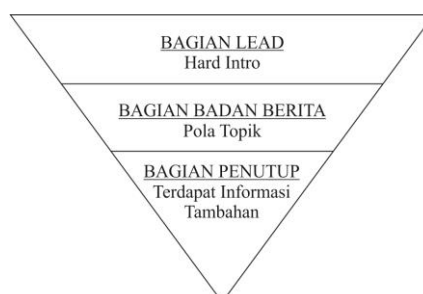 BAGIAN LEAD
Hard Intro
BAGIAN BADAN BERITA
Pola Topik
BAGIAN PENUTUP
Terdapat Informasi
Tambahan